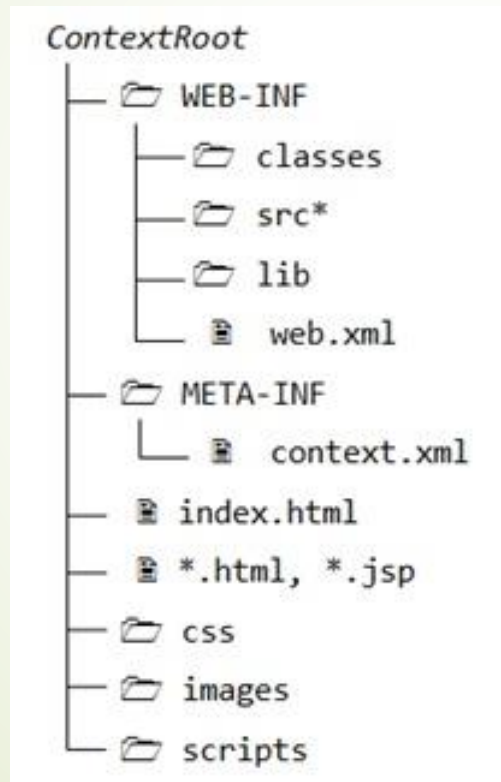 ContextRoot
WEB-INF
classes
src*
lib
web.xml
META-INF
context.xml
index.html
*.html, *.jsp
css
images
scripts